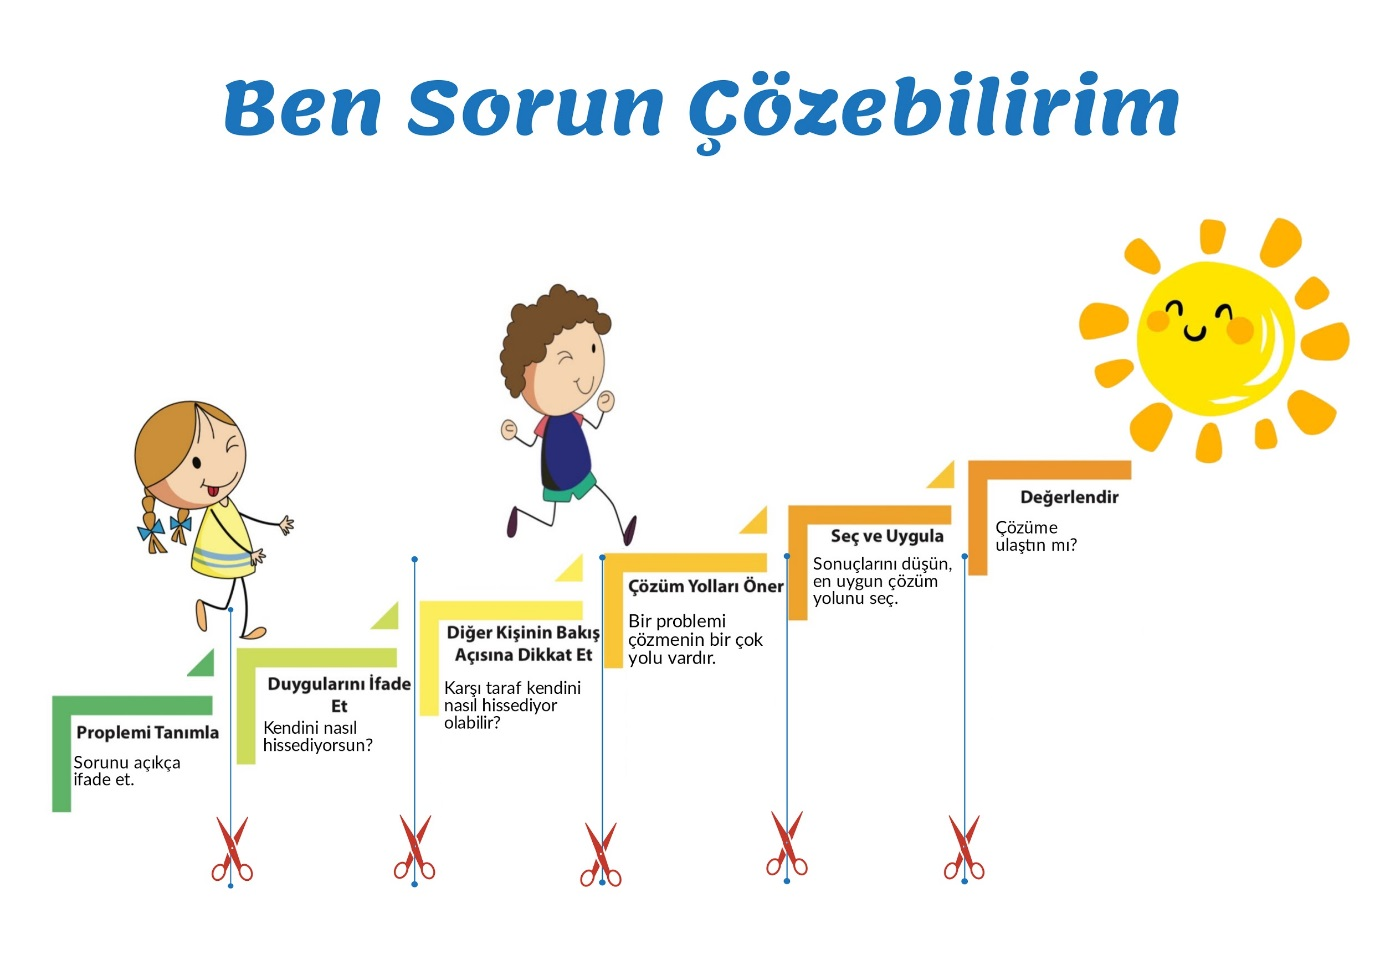 Ben Sorun Çözebilirim
Proplemi Tanımla
Sorunu açıkça
ifade et.
Duygularını İfade
Et
Kendini nasıl
hissediyorsun?
Diğer Kişinin Bakış
Açısına Dikkat Et
Karşı taraf kendini
nasıl hissediyor
olabilir?
Çözüm Yolları Öner
Bir problemi
çözmenin bir çok
yolu vardır.
Seç ve Uygula
Sonuçlarını düşün,
en uygun çözüm
yolunu seç.
Değerlendir
Çözüme
ulaştın mı?